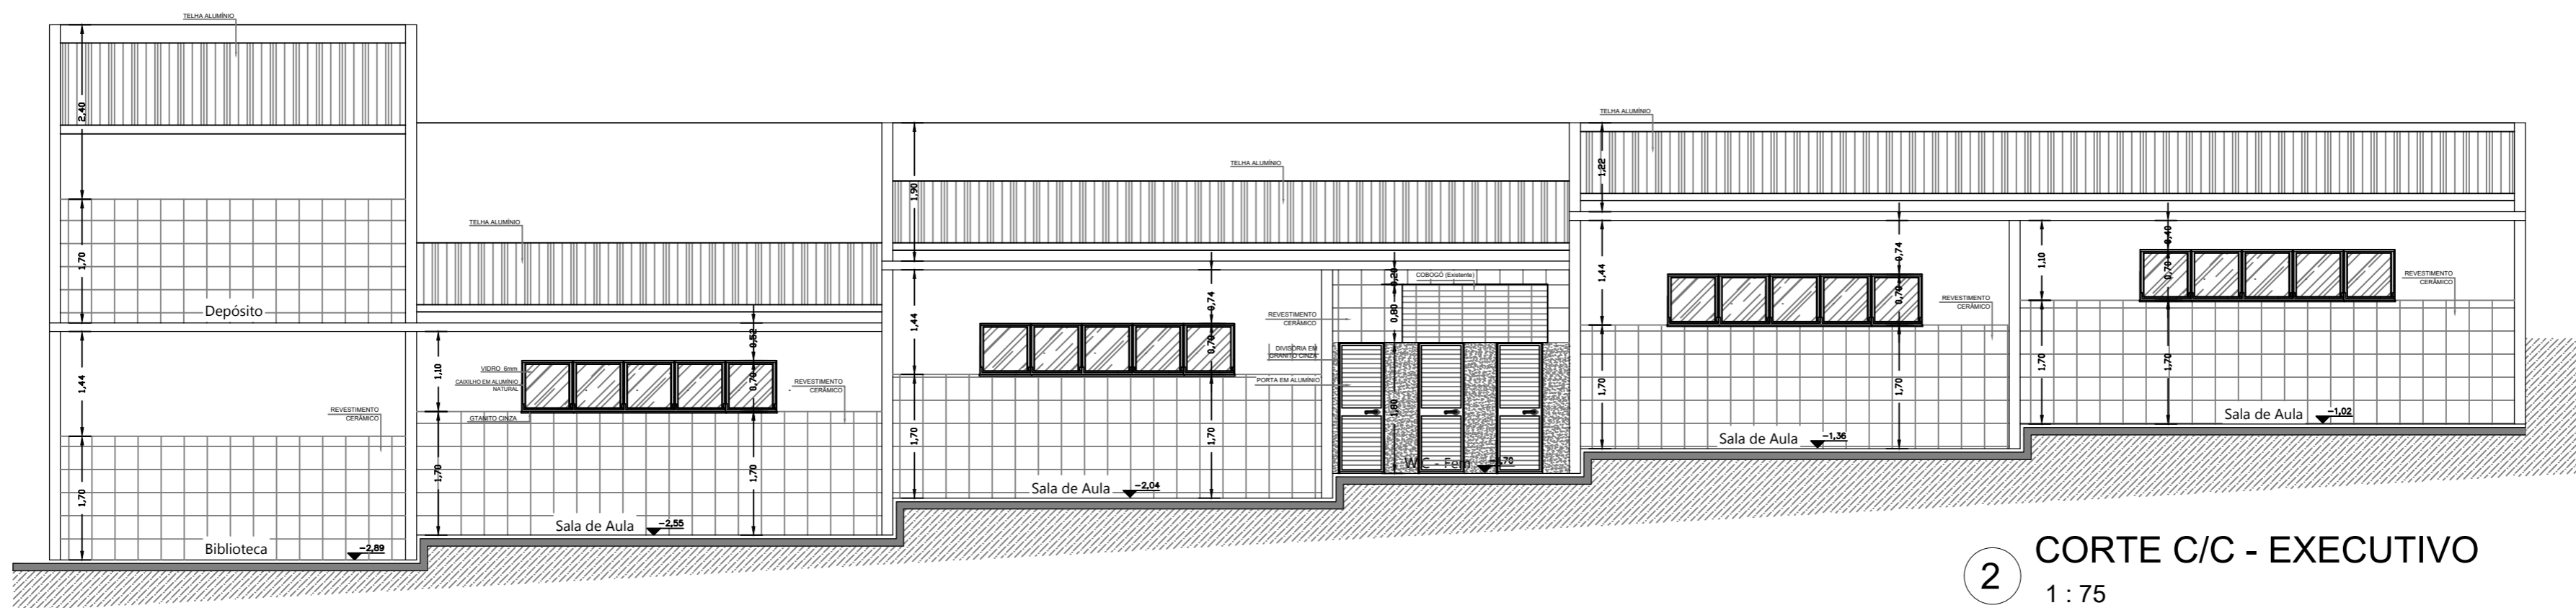 TELHA ALUMÍNIO
2,40
1,70
Depósito
1,44
REVESTIMENTO
CERÂMICO
1,70
Biblioteca
-2,89
TELHA ALUMÍNIO
0,52
1,10
0,70
VIDRO 6mm
CAIXILHO EM ALUMÍNIO
NATURAL
GTANITO CINZA
REVESTIMENTO
CERÂMICO
1,70
1,70
Sala de Aula
-2,55
TELHA ALUMÍNIO
1,90
0,74
1,44
0,70
1,70
1,70
Sala de Aula
-2,04
0,20
COBOGÓ (Existente)
0,80
REVESTIMENTO
CERÂMICO
DIVISÓRIA EM
GRANITO CINZA
PORTA EM ALUMÍNIO
1,80
W.C - Fem
TELHA ALUMÍNIO
1,22
0,74
1,44
0,70
REVESTIMENTO
CERÂMICO
1,70
1,70
Sala de Aula
-1,36
0,40
1,10
0,70
REVESTIMENTO
CERÂMICO
1,70
1,70
Sala de Aula
-1,02
2
CORTE C/C - EXECUTIVO
1 : 75